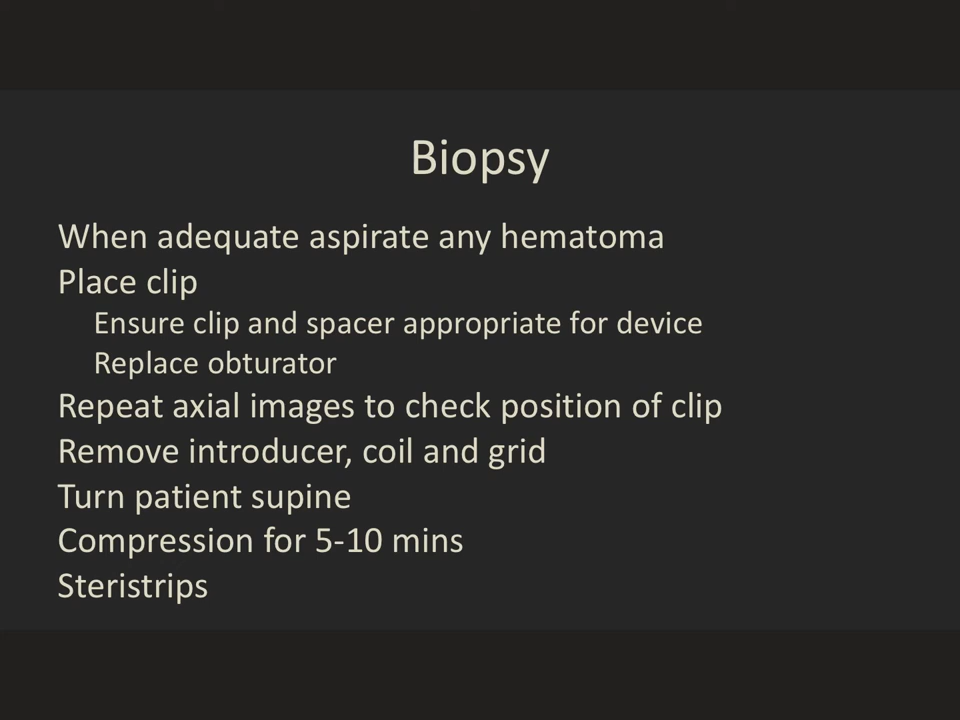 Biopsy
When adequate aspirate any hematoma
Place clip
Ensure clip and spacer appropriate for device
Replace obturator
Repeat axial images to check position of clip
Remove introducer, coil and grid
Turn patient supine
Compression for 5-10 mins
Steristrips